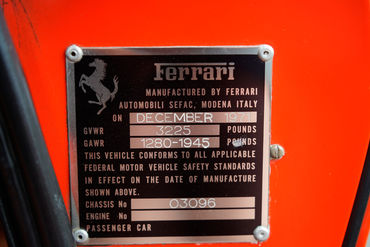 Ferrari
MANUFACTURED BY FERRARI
AUTOMOBILI SEFAC, MODENA ITALY
ON DECEMBER 1971
GVWR 3225 POUNDS
GAWR 1280-1945 POUNDS
THIS VEHICLE CONFORMS TO ALL APPLICABLE
FEDERAL MOTOR VEHICLE SAFETY STANDARDS
IN EFFECT ON THE DATE OF MANUFACTURE
SHOWN ABOVE.
CHASSIS No 03096
ENGINE No
PASSENGER CAR